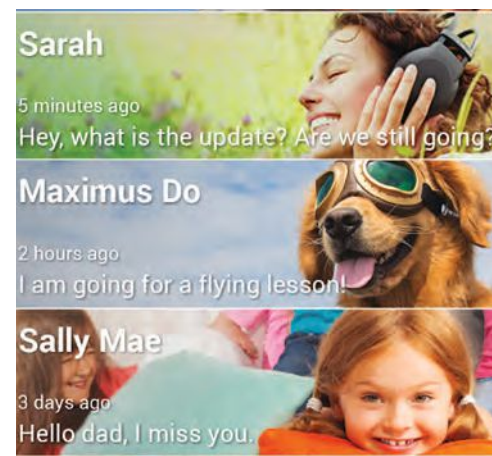 Sarah
5 minutes ago
Hey, what is the update? Are we still going?
Maximus Do
2 hours ago
I am going for a flying lesson!
Sally Mae
3 days ago
Hello dad, I miss you.